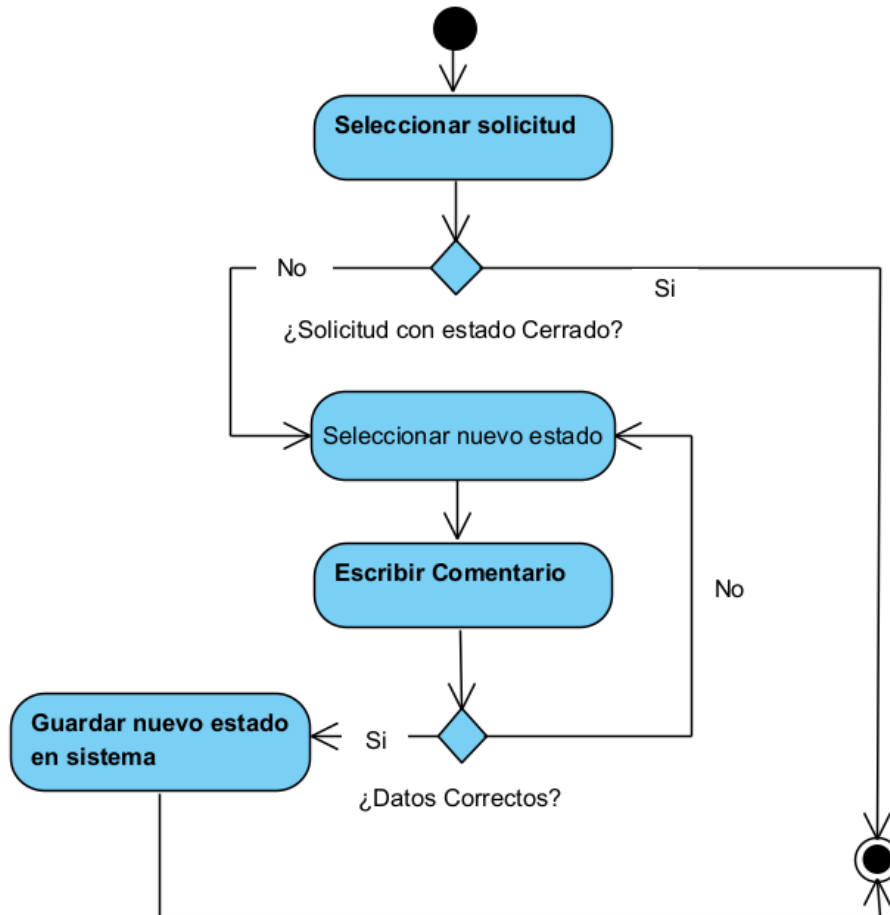 Seleccionar solicitud
No
Si
¿Solicitud con estado Cerrado?
Seleccionar nuevo estado
Escribir Comentario
No
Guardar nuevo estado
en sistema
Si
¿Datos Correctos?